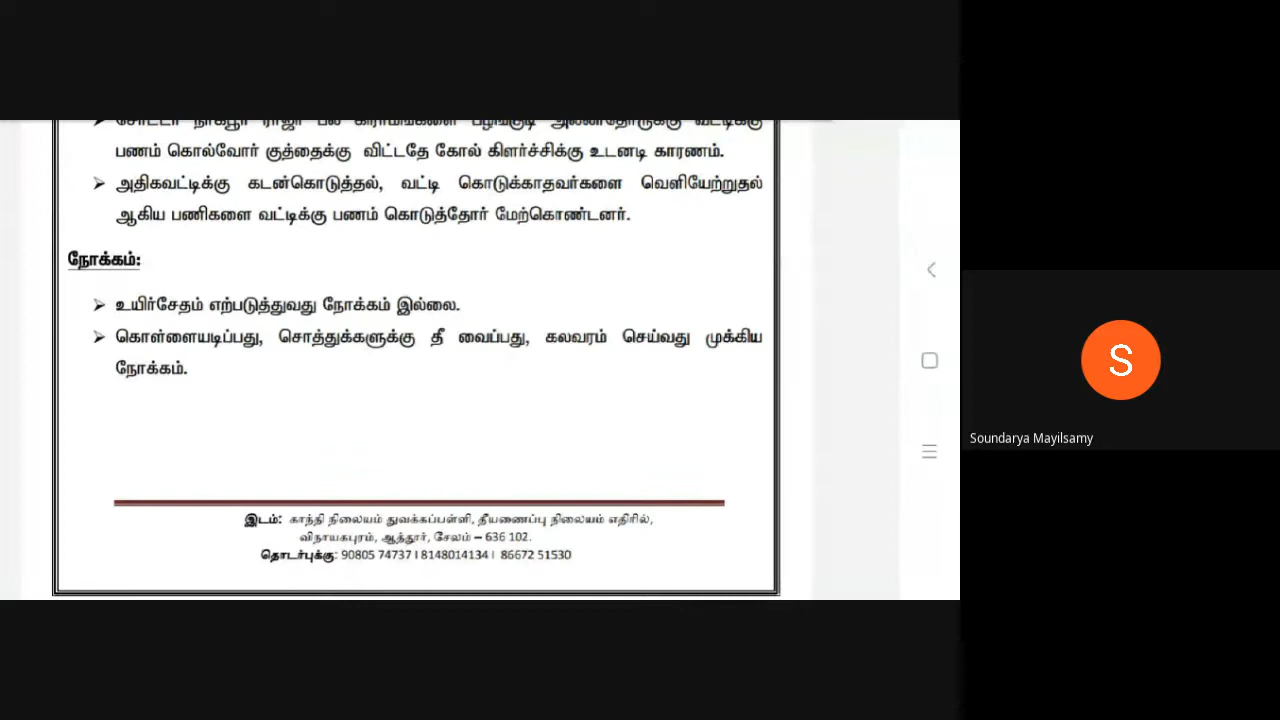 பணம் கொல்வோர் குத்தைக்கு விட்டதே கோல் கிளர்ச்சிக்கு உடனடி காரணம்.
➢ அதிகவட்டிக்கு கடன்கொடுத்தல், வட்டி கொடுக்காதவர்களை வெளியேற்றுதல்
ஆகிய பணிகளை வட்டிக்கு பணம் கொடுத்தோர் மேற்கொண்டனர்.
நோக்கம்:
➢ உயிர்சேதம் எற்படுத்துவது நோக்கம் இல்லை.
➢ கொள்ளையடிப்பது, சொத்துக்களுக்கு தீ வைப்பது, கலவரம் செய்வது முக்கிய
நோக்கம்.
இடம்: காந்தி நிலையம் துவக்கப்பள்ளி, தீயணைப்பு நிலையம் எதிரில்,
விநாயகபுரம், ஆத்தூர், சேலம் – 636 102.
தொடர்புக்கு: 90805 74737 I 8148014134 I 86672 51530
S
Soundarya Mayilsamy